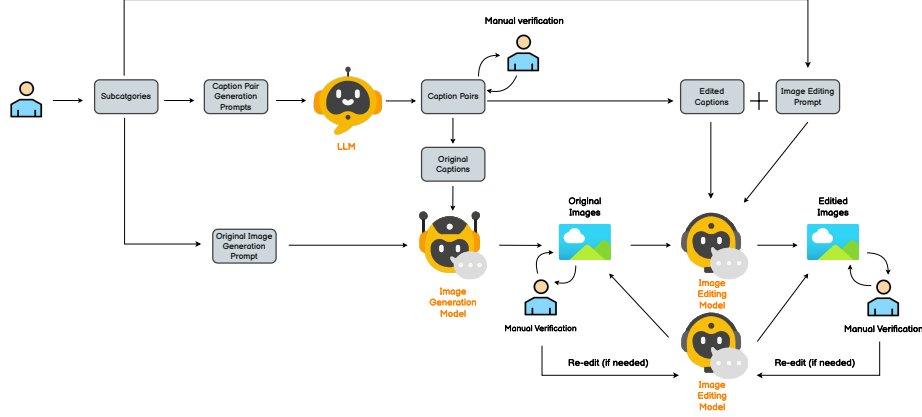 Manual verification
Subcatgories
Caption Pair
Generation
Prompts
LLM
Caption Pairs
Edited
Captions
Image Editing
Prompt
Original
Captions
Original Image
Generation
Prompt
Image
Generation
Model
Original
Images
Manual Verification
Image
Editing
Model
Editied
Images
Manual Verification
Re-edit (if needed)
Re-edit (if needed)
Image
Editing
Model